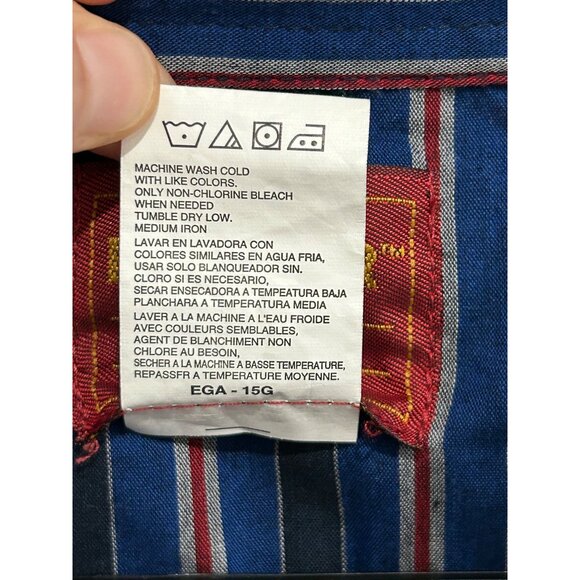 MACHINE WASH COLD
WITH LIKE COLORS.
ONLY NON-CHLORINE BLEACH
WHEN NEEDED
TUMBLE DRY LOW.
MEDIUM IRON
LAVAR EN LAVADORA CON
COLORES SIMILARES EN AGUA FRIA,
USAR SOLO BLANQUEADOR SIN.
CLORO SI ES NECESARIO,
SECAR ENSECADORA A TEMPEATURA BAJA
PLANCHARA A TEMPERATURA MEDIA
LAVER A LA MACHINE A L'EAU FROIDE
AVEC COULEURS SEMBLABLES,
AGENT DE BLANCHIMENT NON
CHLORE AU BESOIN,
SECHER A LA MACHINE A BASSE TEMPERATURE,
REPASSFR A TEMPERATURE MOYENNE.
EGA - 15G
R TM